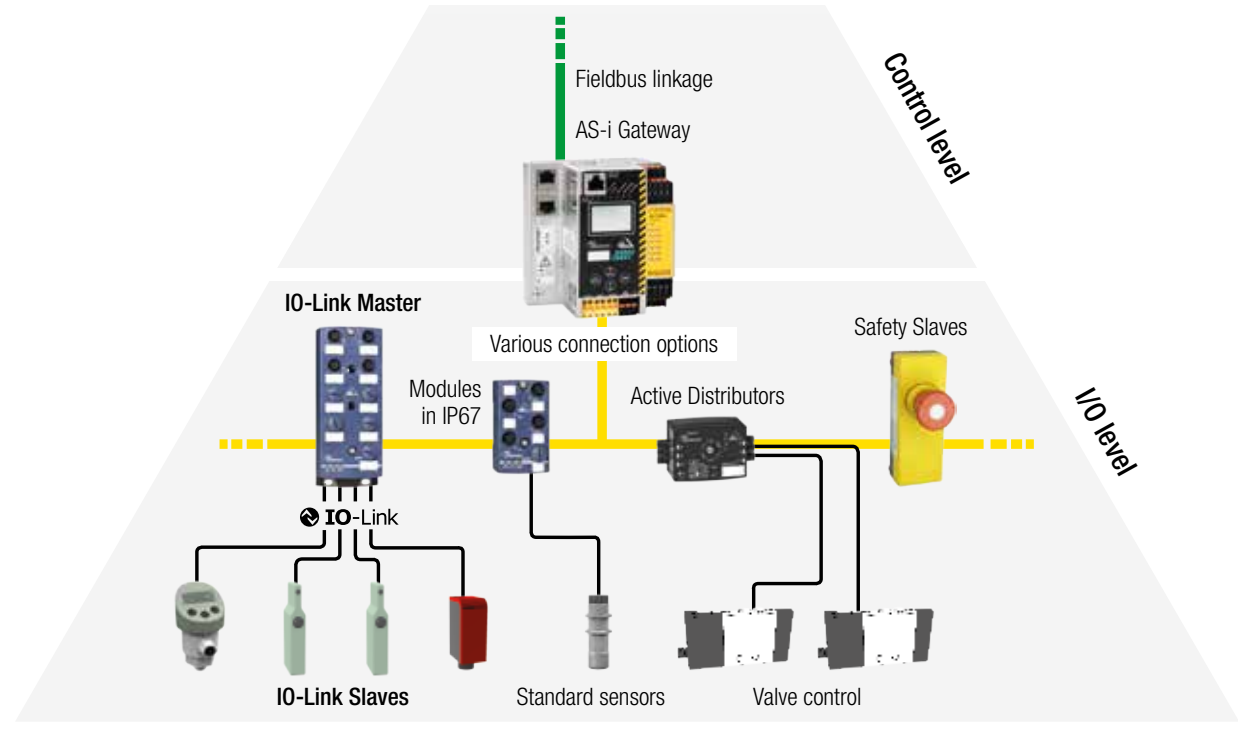 Fieldbus linkage
AS-i Gateway
Control level
IO-Link Master
Various connection options
Safety Slaves
Modules
in IP67
Active Distributors
I/O level
IO-Link
IO-Link Slaves
Standard sensors
Valve control